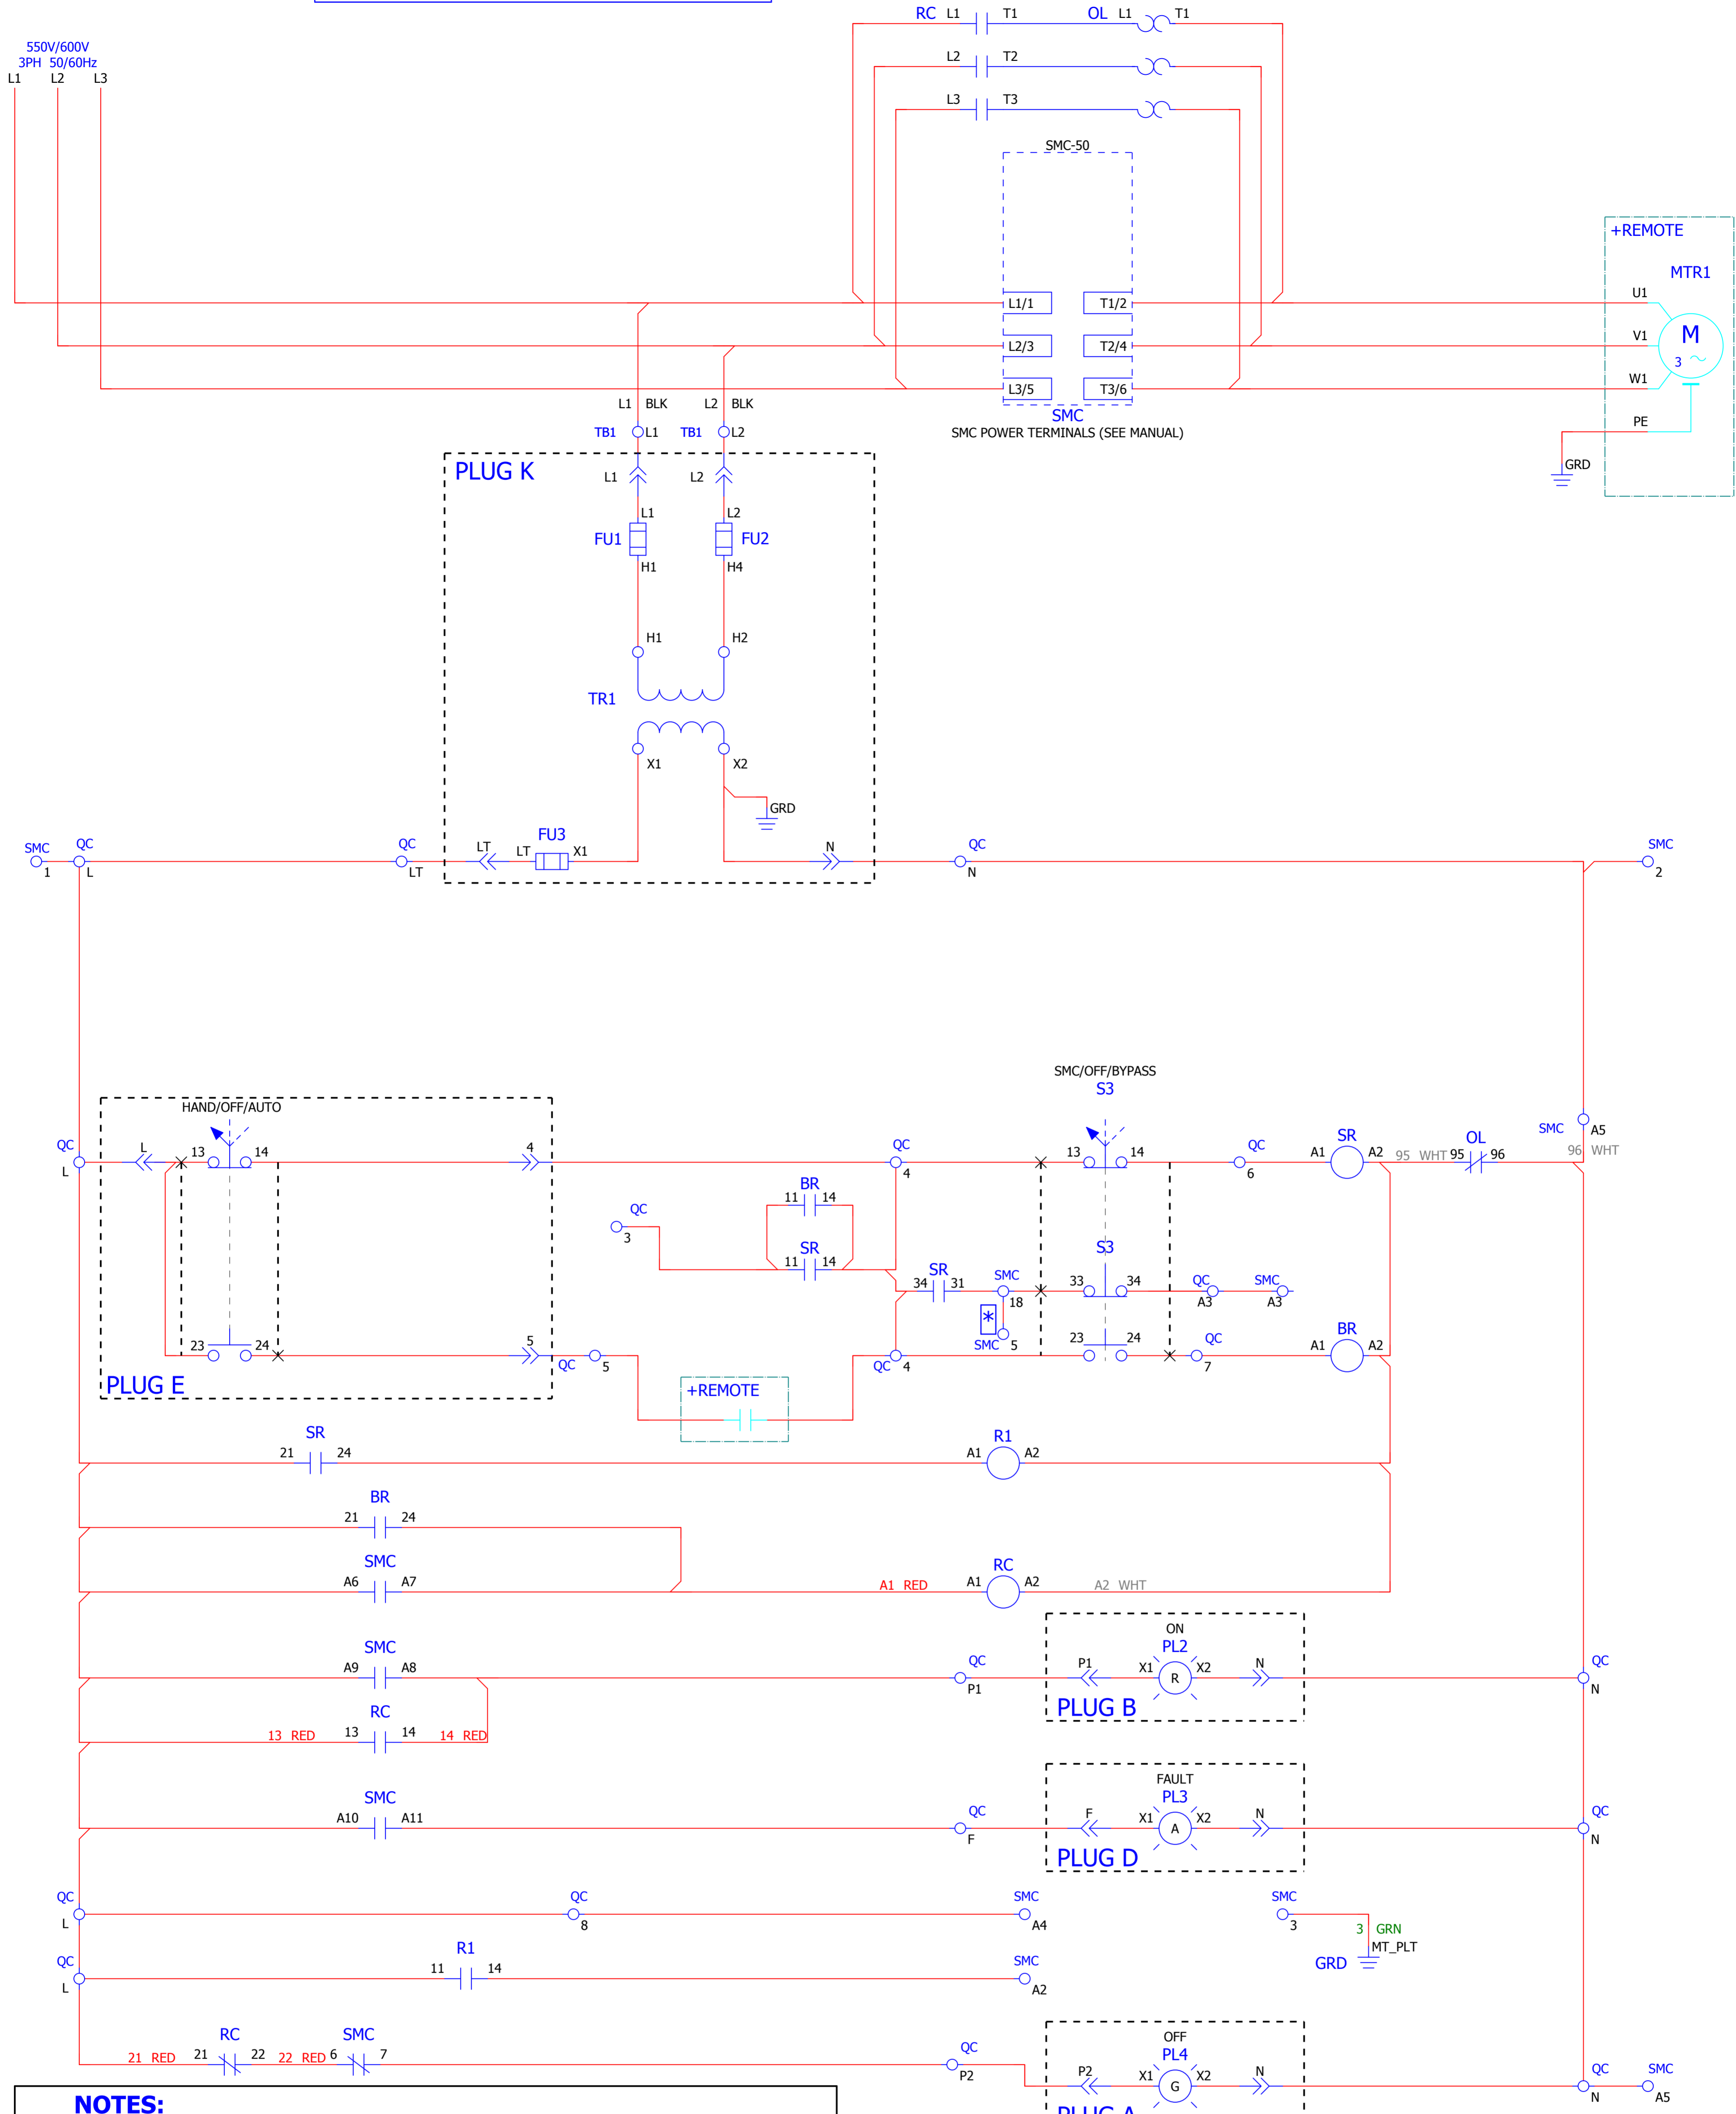 RC L1 T1 OL L1 T1
550V/600V
3PH 50/60Hz
L1 L2 L3
L2 T2
L3 T3
SMC-50
+REMOTE
MTR1
U1
L1/1 T1/2
V1
M
L2/3 T2/4
3
W1
L3/5 T3/6
L1 BLK L2 BLK
SMC
PE
TB1 L1 TB1 L2
SMC POWER TERMINALS (SEE MANUAL)
GRD
PLUG K
L1 L2
L1 L2
FU1 FU2
H1 H4
H1 H2
TR1
X1 X2
GRD
FU3
SMC QC QC LT LT X1 N QC SMC
1 L LT N 2
SMC/OFF/BYPASS
S3
HAND/OFF/AUTO
SMC A5
QC L 13 14 4 QC 13 14 QC SR OL
A1 A2 95 WHT 95 96 96 WHT
L 4 6
BR
11 14
QC
3
SR
11 14
S3
SR
34 31 SMC 33 34 QC SMC
18 A3 A3
*
SMC 5
23 24 5 23 24 QC BR
A1 A2
QC 5 QC 4 7
PLUG E
+REMOTE
SR R1
21 24 A1 A2
BR
21 24
SMC RC
A6 A7 A1 RED A1 A2 A2 WHT
ON
SMC PL2
A9 A8 QC P1 X1 R X2 N QC
P1 N
PLUG B
RC
13 RED 13 14 14 RED
FAULT
SMC PL3
A10 A11 QC F X1 A X2 N QC
F N
PLUG D
QC QC SMC SMC
L 8 A4 3
3 GRN
MT_PLT
GRD
QC R1 SMC
11 14
L A2
OFF
RC SMC PL4
21 RED 21 22 22 RED 6 7 QC P2 X1 G X2 N QC SMC
P2 N A5
NOTES:
PLUG A